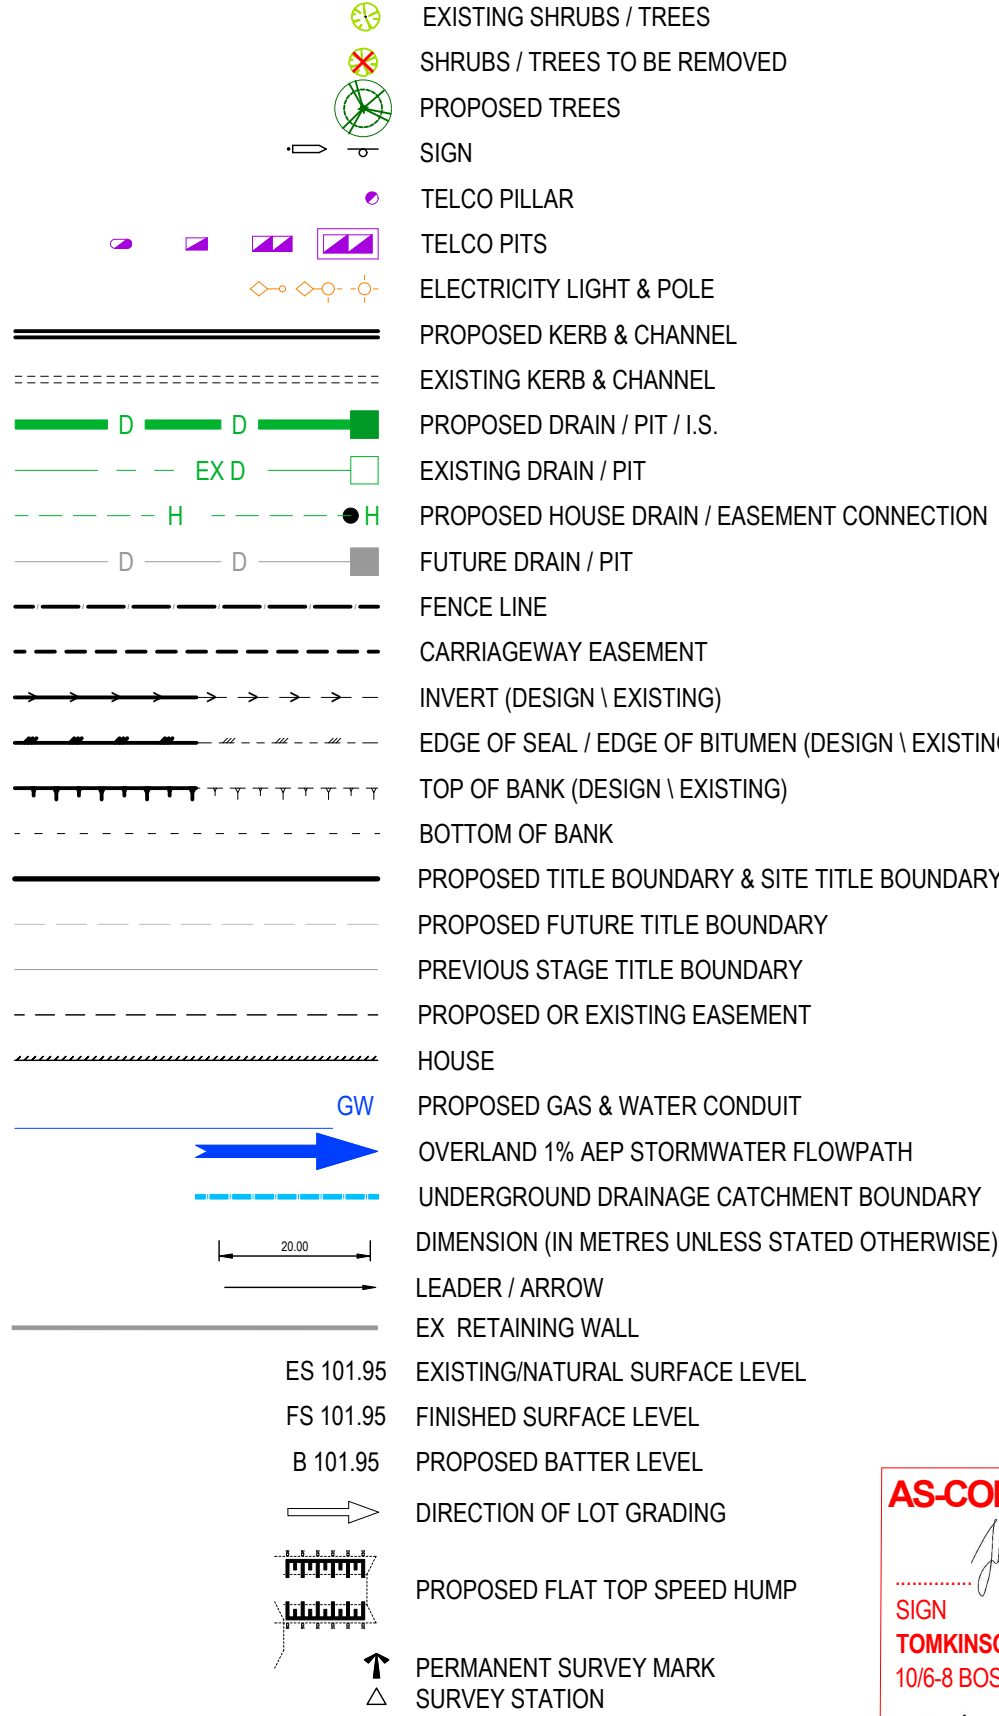 EXISTING SHRUBS / TREES
SHRUBS / TREES TO BE REMOVED
PROPOSED TREES
SIGN
TELCO PILLAR
TELCO PITS
ELECTRICITY LIGHT & POLE
PROPOSED KERB & CHANNEL
EXISTING KERB & CHANNEL
D D PROPOSED DRAIN / PIT / I.S.
EX D EXISTING DRAIN / PIT
H H PROPOSED HOUSE DRAIN / EASEMENT CONNECTION
D D FUTURE DRAIN / PIT
FENCE LINE
CARRIAGEWAY EASEMENT
INVERT (DESIGN \ EXISTING)
EDGE OF SEAL / EDGE OF BITUMEN (DESIGN \ EXISTIN
TOP OF BANK (DESIGN \ EXISTING)
BOTTOM OF BANK
PROPOSED TITLE BOUNDARY & SITE TITLE BOUNDARY
PROPOSED FUTURE TITLE BOUNDARY
PREVIOUS STAGE TITLE BOUNDARY
PROPOSED OR EXISTING EASEMENT
HOUSE
GW PROPOSED GAS & WATER CONDUIT
OVERLAND 1% AEP STORMWATER FLOWPATH
UNDERGROUND DRAINAGE CATCHMENT BOUNDARY
20.00 DIMENSION (IN METRES UNLESS STATED OTHERWISE)
LEADER / ARROW
EX RETAINING WALL
ES 101.95 EXISTING/NATURAL SURFACE LEVEL
FS 101.95 FINISHED SURFACE LEVEL
B 101.95 PROPOSED BATTER LEVEL
DIRECTION OF LOT GRADING
PROPOSED FLAT TOP SPEED HUMP
PERMANENT SURVEY MARK
SURVEY STATION
AS-CO
SIGN
TOMKINS
10/6-8 BOS